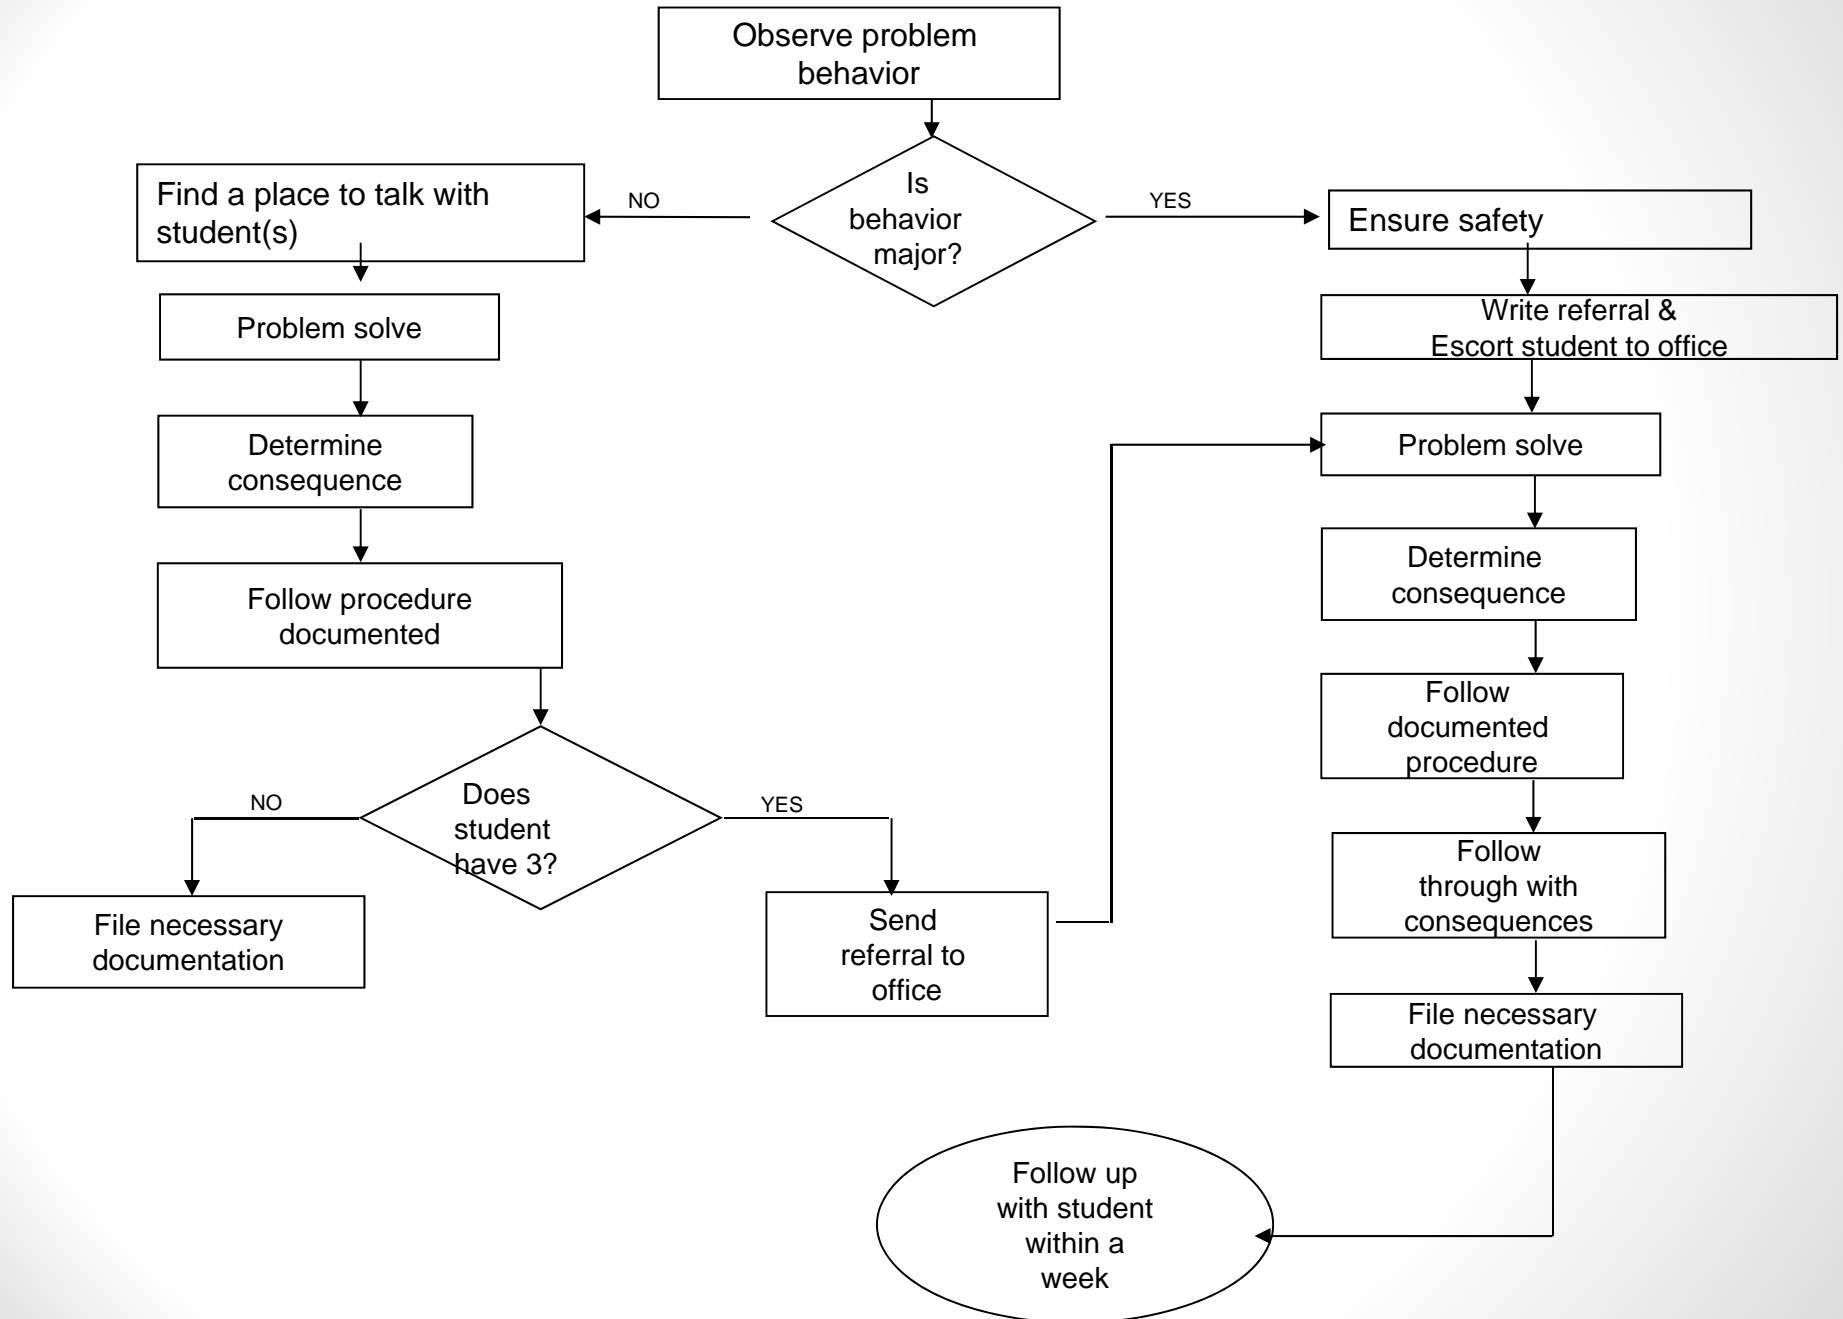 Observe problem
behavior
Is
behavior
major?
NO
YES
Find a place to talk with
student(s)
Problem solve
Determine
consequence
Follow procedure
documented
Does
student
have 3?
NO
YES
File necessary
documentation
Send
referral to
office
Ensure safety
Write referral &
Escort student to office
Problem solve
Determine
consequence
Follow
documented
procedure
Follow
through with
consequences
File necessary
documentation
Follow up
with student
within a
week